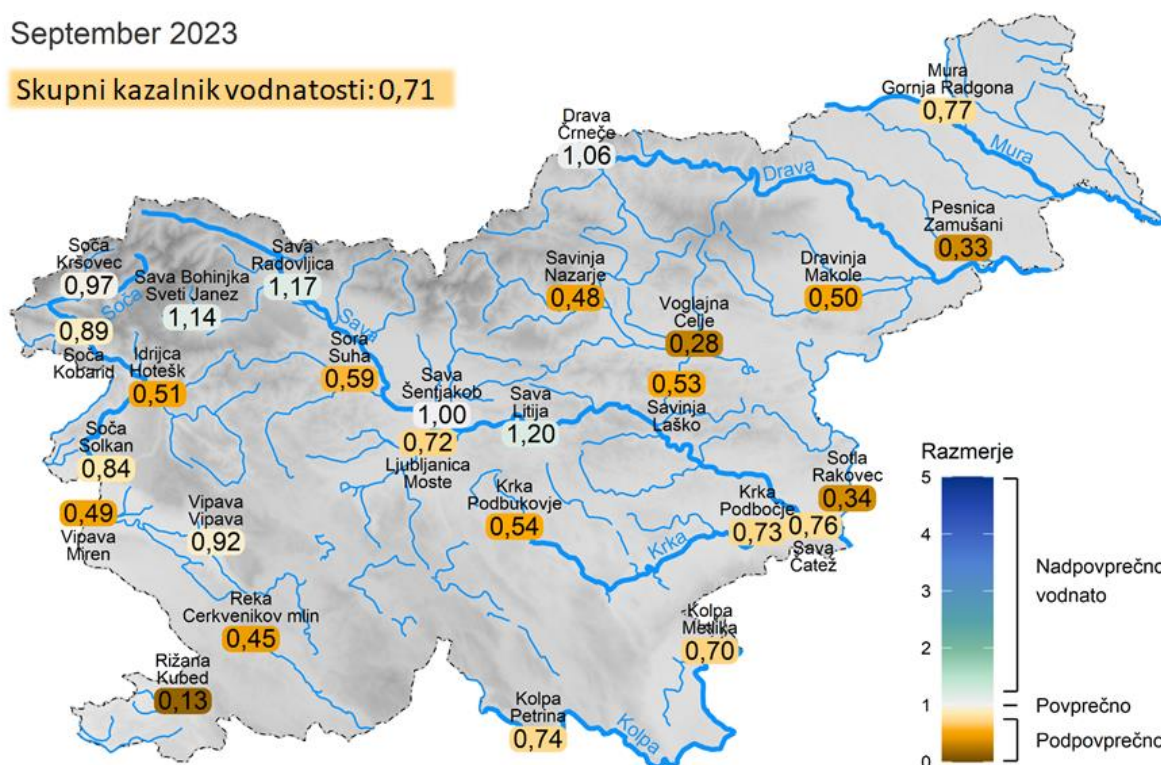 September 2023
Skupni kazalnik vodnatosti: 0,71
Mura
Gornja Radgona
0,77
Mura
Drava
Črneče
1,06
Drava
Pesnica
Zamušani
0,33
Soča
Kršovec
0,97
Sava Bohinjka
Sveti Janez
1,14
Sava
Radovljica
1,17
Savinja
Nazarje
0,48
Dravinja
Makole
0,50
Voglajna
Celje
0,28
Soča
0,89
Soča
Kobarid
Sava
Idrijca
Hotešk
0,51
Sora
Suha
0,59
Sava
Šentjakob
1,00
Sava
Litija
1,20
0,53
Savinja
Laško
0,72
Ljubljanica
Moste
Soča
Solkan
0,84
0,49
Vipava
Miren
Vipava
Vipava
0,92
Krka
Podbukovje
0,54
Krka
Krka
Podbočje
0,73
0,76
Sava
Čatež
Sotla
Rakovec
0,34
Reka
Cerkvenikov mlin
0,45
Rižana
Kubed
0,13
Kolpa
Metlika
0,70
Kolpa
Petrina
0,74
Kolpa
Razmerje
5
4
3
2
1
0
Nadpovprečno
vodnato
Povprečno
Podpovprečno